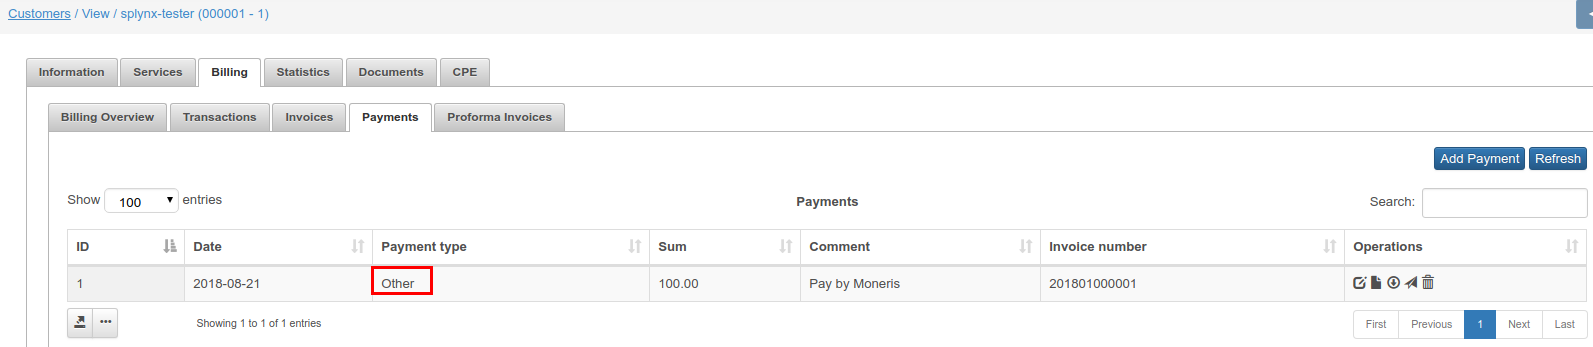 Customers / View / splynx-tester (000001 - 1)
Information Services Billing Statistics Documents CPE
Billing Overview Transactions Invoices Payments Proforma Invoices
Add Payment Refresh
Show 100 entries Payments Search:
ID Date Payment type Sum Comment Invoice number Operations
1 2018-08-21 Other 100.00 Pay by Moneris 201801000001
Showing 1 to 1 of 1 entries First Previous 1 Next Last